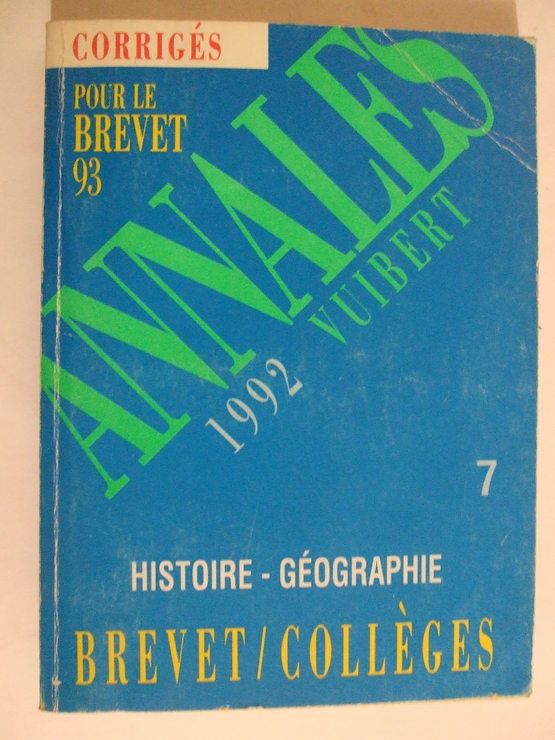 CORRIGÉS
POUR LE
BREVET
93
ANNALES
1992 VUIBERT
7
HISTOIRE - GÉOGRAPHIE
BREVET/COLLÈGES